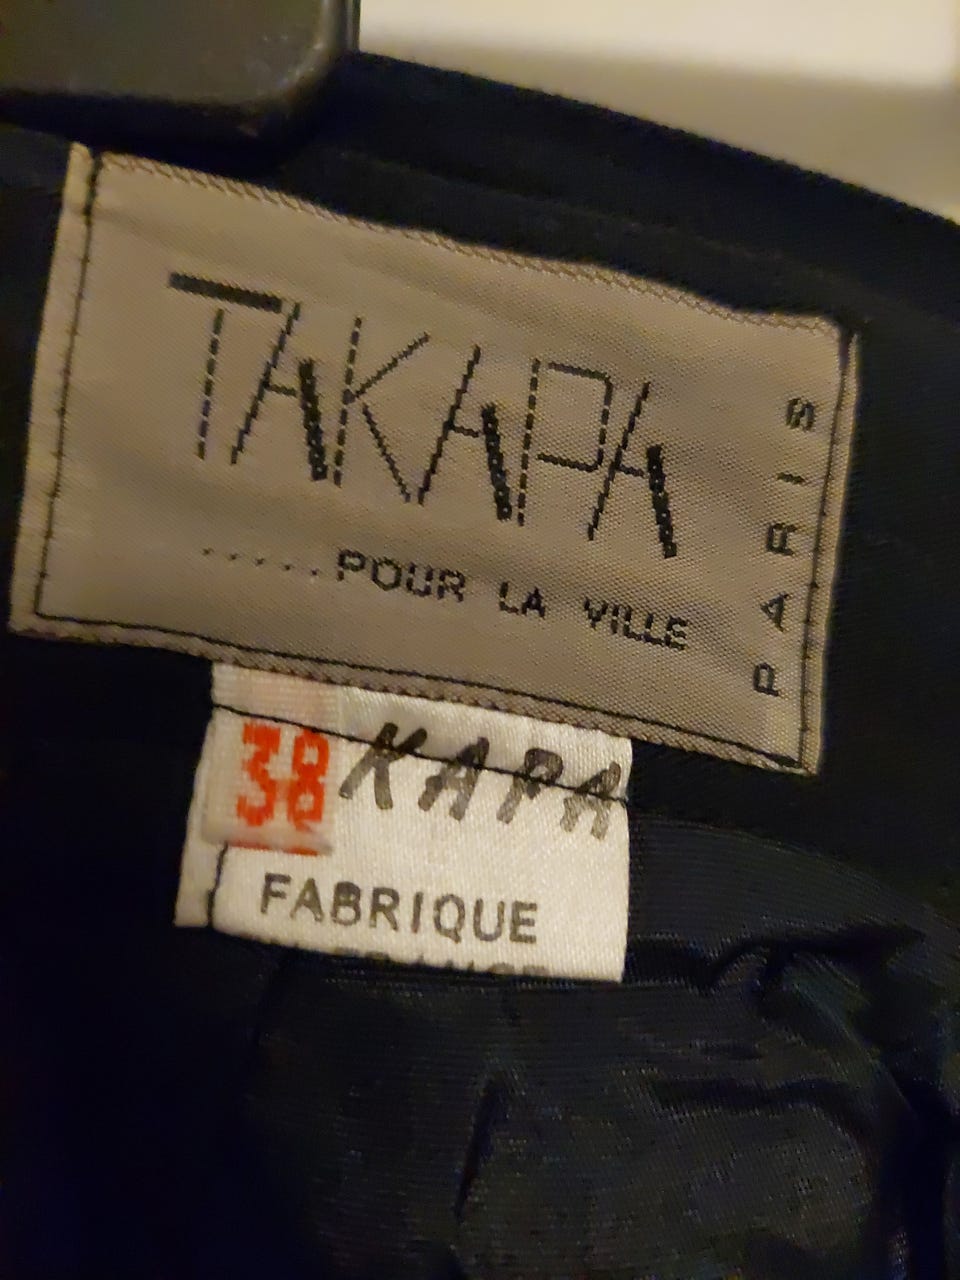 TAKAPA
.....POUR LA VILLE
PARIS
38 KAPA
FABRIQUE